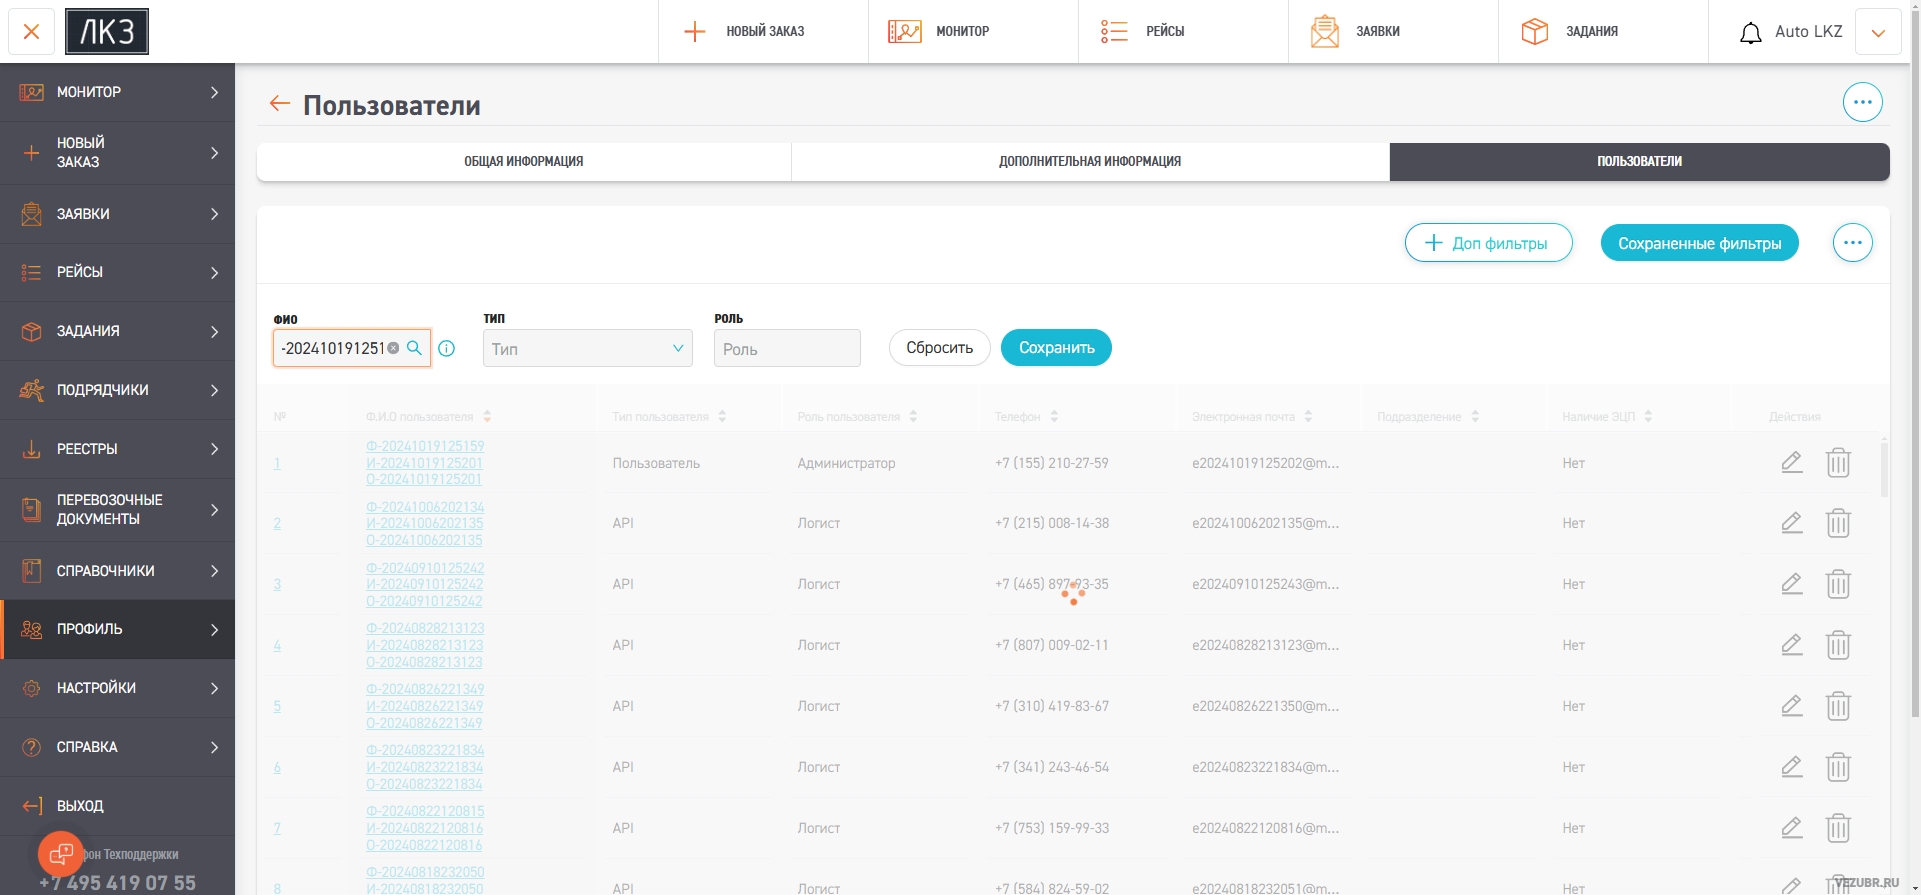 ЛКЗ
НОВЫЙ ЗАКАЗ
МОНИТОР
РЕЙСЫ
ЗАЯВКИ
ЗАДАНИЯ
Auto LKZ
МОНИТОР
НОВЫЙ
ЗАКАЗ
ЗАЯВКИ
РЕЙСЫ
ЗАДАНИЯ
ПОДРЯДЧИКИ
РЕЕСТРЫ
ПЕРЕВОЗОЧНЫЕ
ДОКУМЕНТЫ
СПРАВОЧНИКИ
ПРОФИЛЬ
НАСТРОЙКИ
СПРАВКА
ВЫХОД
фон Техподдержки
+7 495 419 07 55
Пользователи
ОБЩАЯ ИНФОРМАЦИЯ
ДОПОЛНИТЕЛЬНАЯ ИНФОРМАЦИЯ
ПОЛЬЗОВАТЕЛИ
Доп фильтры
Сохраненные фильтры
ФИО
ТИП
РОЛЬ
-202410191251
Тип
Роль
Сбросить
Сохранить
№ Ф.И.О пользователя Тип пользователя Роль пользователя Телефон Электронная почта Подразделение Наличие ЭЦП Действия
Ф-20241019125159
1 И-20241019125201 Пользователь Администратор +7 (155) 210-27-59 e20241019125202@m... Нет
О-20241019125201
Ф-20241006202134
2 И-20241006202135 API Логист +7 (215) 008-14-38 e20241006202135@m... Нет
О-20241006202135
Ф-20240910125242
3 И-20240910125242 API Логист +7 (465) 897-93-35 e20240910125243@m... Нет
О-20240910125242
Ф-20240828213123
4 И-20240828213123 API Логист +7 (807) 009-02-11 e20240828213123@m... Нет
О-20240828213123
Ф-20240826221349
5 И-20240826221349 API Логист +7 (310) 419-83-67 e20240826221350@m... Нет
О-20240826221349
Ф-20240823221834
6 И-20240823221834 API Логист +7 (341) 243-46-54 e20240823221834@m... Нет
О-20240823221834
Ф-20240822120815
7 И-20240822120816 API Логист +7 (753) 159-99-33 e20240822120816@m... Нет
О-20240822120816
Ф-20240818232050
8 И-20240818232050 API Логист +7 (584) 824-59-02 e20240818232051@m... Нет
VEZUBR.RU